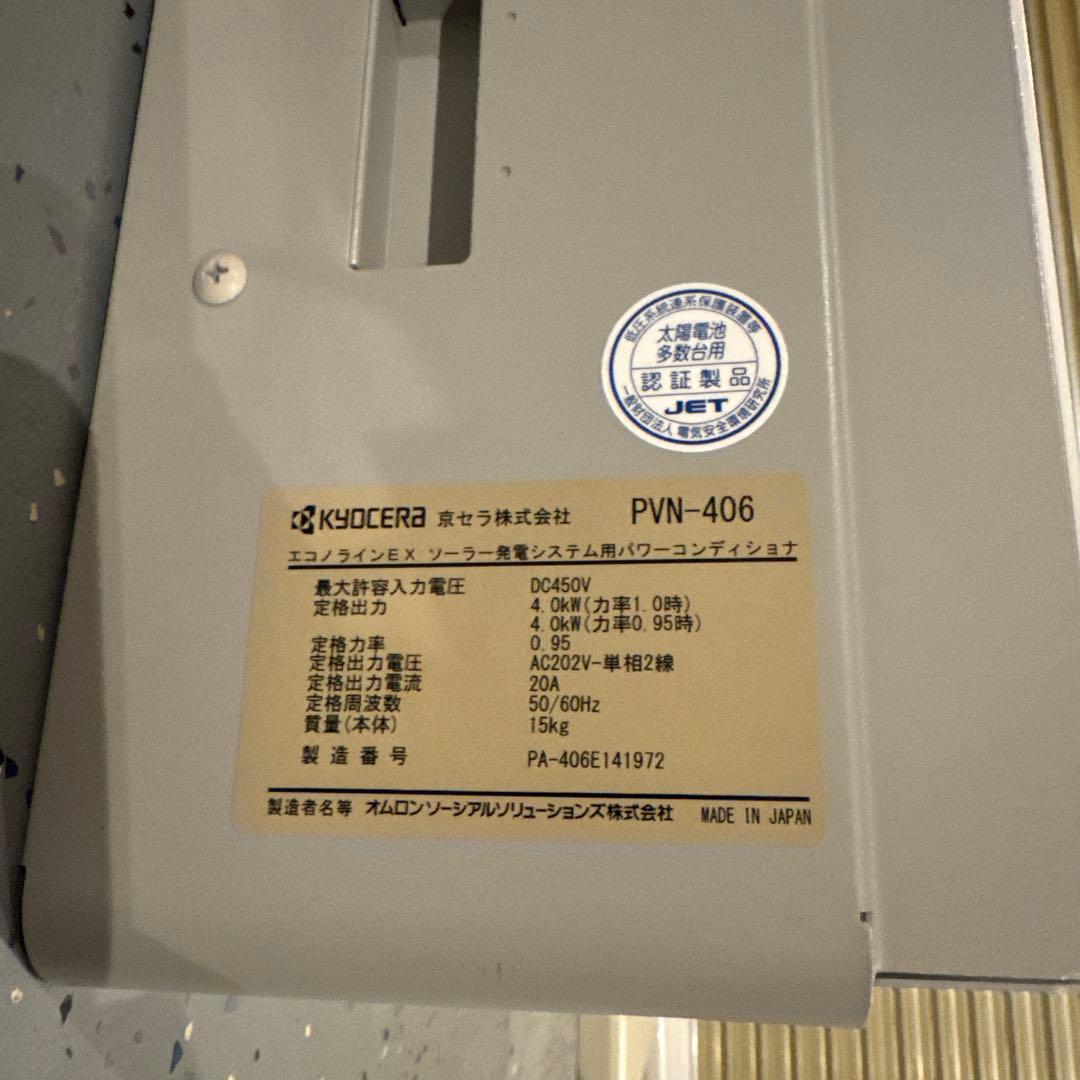 低圧系統連系保護装置等
太陽電池
多数台用
認証製品
JET
一般財団法人 電気安全環境研究所
KYOCERA 京セラ株式会社 PVN-406
エコノラインEX ソーラー発電システム用パワーコンディショナ
最大許容入力電圧 DC450V
定格出力 4.0kW(力率1.0時)
4.0kW(力率0.95時)
定格力率 0.95
定格出力電圧 AC202V-単相2線
定格出力電流 20A
定格周波数 50/60Hz
質量(本体) 15kg
製造番号 PA-406E141972
製造者名等 オムロンソーシアルソリューションズ株式会社 MADE IN JAPAN